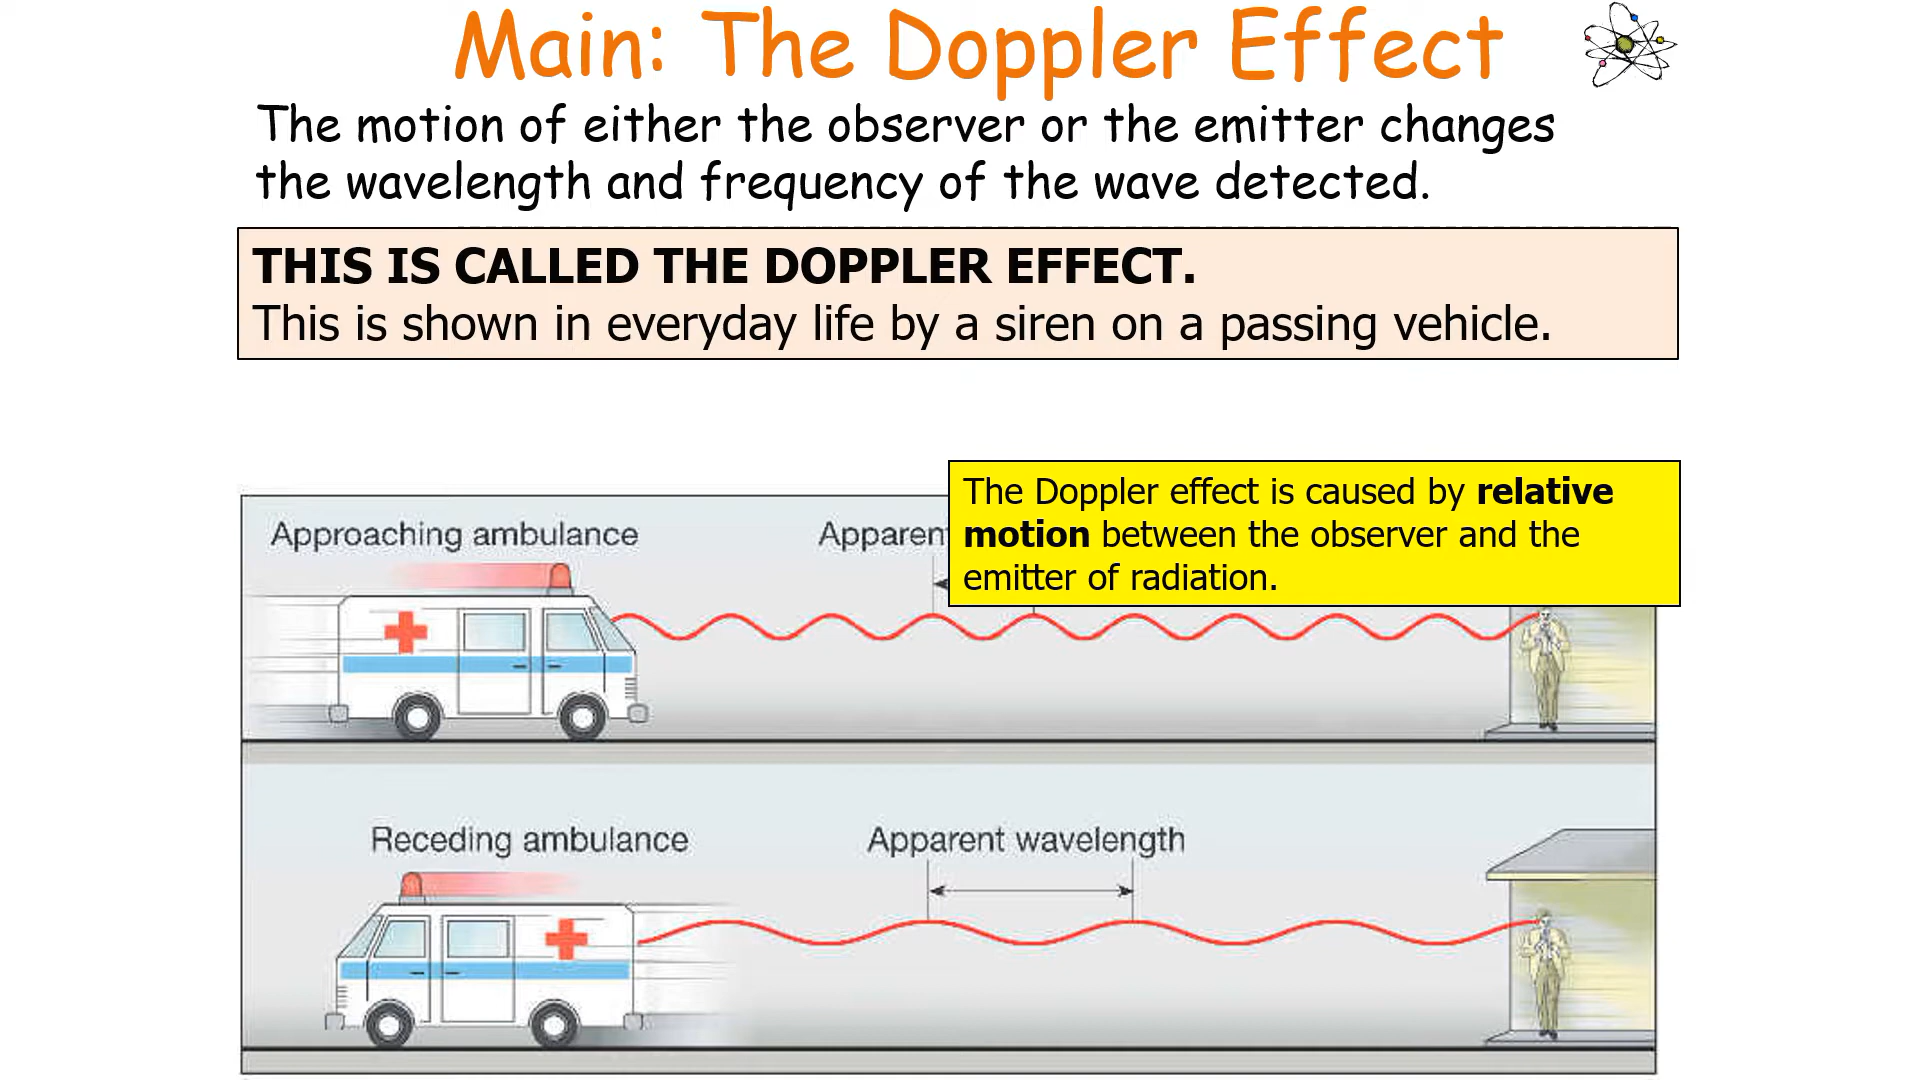 Main: The Doppler Effect
The motion of either the observer or the emitter changes
the wavelength and frequency of the wave detected.
THIS IS CALLED THE DOPPLER EFFECT.
This is shown in everyday life by a siren on a passing vehicle.
The Doppler effect is caused by relative
motion between the observer and the
emitter of radiation.
Approaching ambulance
Apparent
Receding ambulance
Apparent wavelength